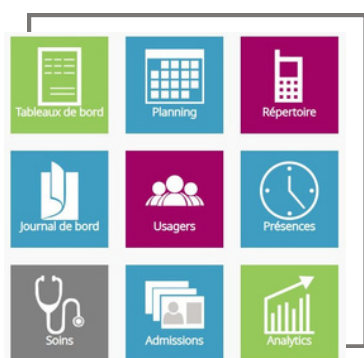 Tableaux de bord
Planning
Répertoire
Journal de bord
Usagers
Présences
Soins
Admissions
Analytics